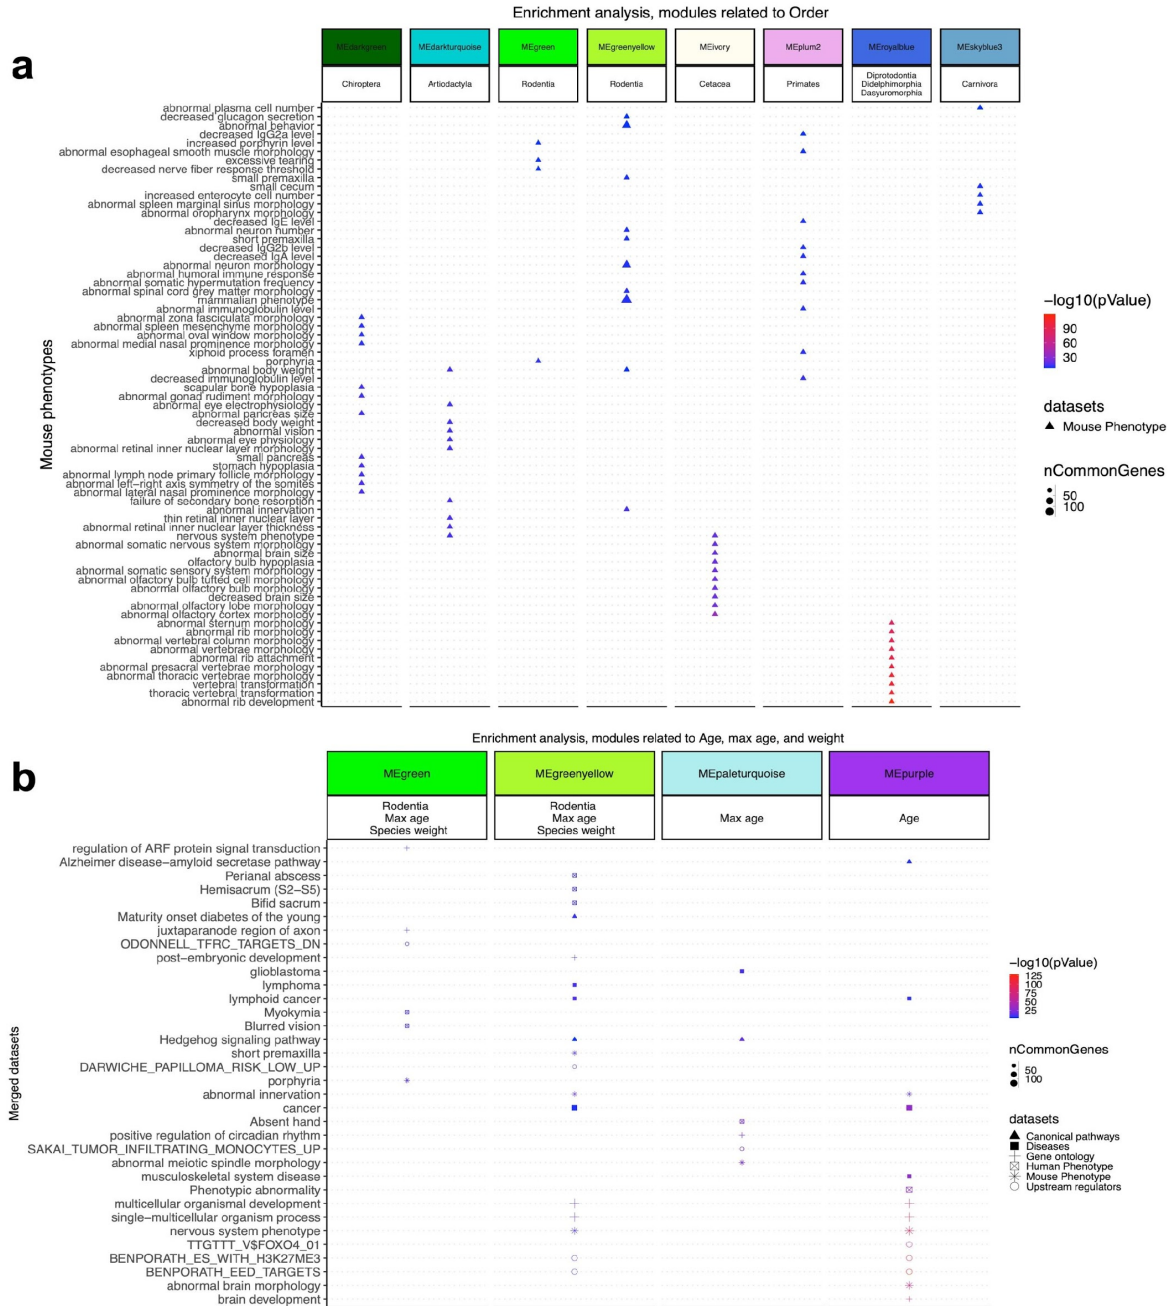 Enrichment analysis, modules related to Order
a
MEdarkgreen
MEdarkturquoise
MEgreen
MEgreenyellow
MEivory
MEplum2
MEroyalblue
MEskyblue3
Chiroptera
Artiodactyla
Rodentia
Rodentia
Cetacea
Primates
Diprotodontia
Didelphimorphia
Dasyuromorphia
Carnivora
Mouse phenotypes
abnormal plasma cell number
decreased glucagon secretion
abnormal behavior
decreased IgG2a level
increased porphyrin level
abnormal esophageal smooth muscle morphology
excessive tearing
decreased nerve fiber response threshold
small premaxilla
small cecum
increased enterocyte cell number
abnormal spleen marginal sinus morphology
abnormal oropharynx morphology
decreased IgE level
abnormal neuron number
short premaxilla
decreased IgG2b level
decreased IgA level
abnormal neuron morphology
abnormal humoral immune response
abnormal somatic hypermutation frequency
abnormal spinal cord grey matter morphology
mammalian phenotype
abnormal immunoglobulin level
abnormal zona fasciculata morphology
abnormal spleen mesenchyme morphology
abnormal oval window morphology
abnormal medial nasal prominence morphology
xiphoid process foramen
porphyria
abnormal body weight
decreased immunoglobulin level
scapular bone hypoplasia
abnormal gonad rudiment morphology
abnormal eye electrophysiology
abnormal pancreas size
decreased body weight
abnormal vision
abnormal eye physiology
abnormal retinal inner nuclear layer morphology
small pancreas
stomach hypoplasia
abnormal lymph node primary follicle morphology
abnormal left−right axis symmetry of the somites
abnormal lateral nasal prominence morphology
failure of secondary bone resorption
abnormal innervation
thin retinal inner nuclear layer
abnormal retinal inner nuclear layer thickness
nervous system phenotype
abnormal somatic nervous system morphology
abnormal brain size
olfactory bulb hypoplasia
abnormal somatic sensory system morphology
abnormal olfactory bulb tufted cell morphology
abnormal olfactory bulb morphology
decreased brain size
abnormal olfactory lobe morphology
abnormal olfactory cortex morphology
abnormal sternum morphology
abnormal rib morphology
abnormal vertebral column morphology
abnormal vertebrae morphology
abnormal rib attachment
abnormal presacral vertebrae morphology
abnormal thoracic vertebrae morphology
vertebral transformation
thoracic vertebral transformation
abnormal rib development
−log10(pValue)
90
60
30
datasets
Mouse Phenotype
nCommonGenes
50
100
Enrichment analysis, modules related to Age, max age, and weight
b
MEgreen
MEgreenyellow
MEpaleturquoise
MEpurple
Rodentia
Max age
Species weight
Rodentia
Max age
Species weight
Max age
Age
Merged datasets
regulation of ARF protein signal transduction
Alzheimer disease−amyloid secretase pathway
Perianal abscess
Hemisacrum (S2−S5)
Bifid sacrum
Maturity onset diabetes of the young
juxtaparanode region of axon
ODONNELL_TFRC_TARGETS_DN
post−embryonic development
glioblastoma
lymphoma
lymphoid cancer
Myokymia
Blurred vision
Hedgehog signaling pathway
short premaxilla
DARWICHE_PAPILLOMA_RISK_LOW_UP
porphyria
abnormal innervation
cancer
Absent hand
positive regulation of circadian rhythm
SAKAI_TUMOR_INFILTRATING_MONOCYTES_UP
abnormal meiotic spindle morphology
musculoskeletal system disease
Phenotypic abnormality
multicellular organismal development
single−multicellular organism process
nervous system phenotype
TTGTTT_V$FOXO4_01
BENPORATH_ES_WITH_H3K27ME3
BENPORATH_EED_TARGETS
abnormal brain morphology
brain development
−log10(pValue)
125
100
75
50
25
nCommonGenes
50
100
datasets
Canonical pathways
Diseases
Gene ontology
Human Phenotype
Mouse Phenotype
Upstream regulators